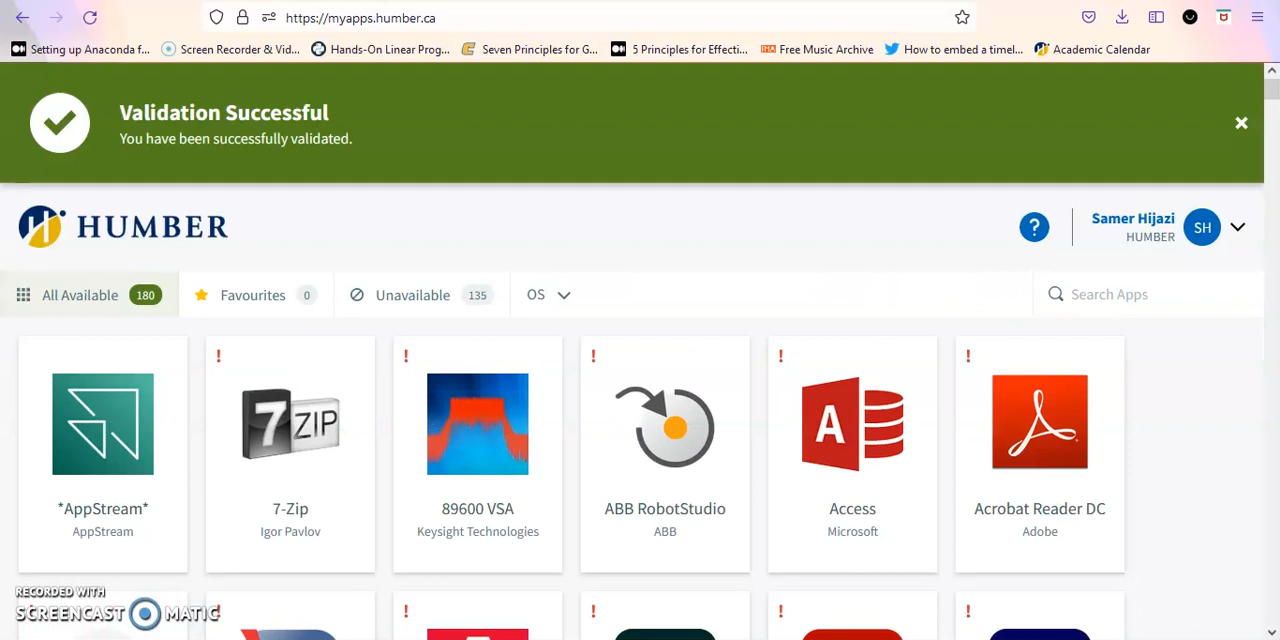 https://myapps.humber.ca
Setting up Anaconda f... Screen Recorder & Vid... Hands-On Linear Prog... Seven Principles for G... 5 Principles for Effecti... Free Music Archive How to embed a timel... Academic Calendar
Validation Successful
You have been successfully validated.
HUMBER
?
Samer Hijazi
HUMBER
SH
All Available 180 Favourites 0 Unavailable 135 OS Search Apps
! ! ! ! !
7 ZIP A
*AppStream* 7-Zip 89600 VSA ABB RobotStudio Access Acrobat Reader DC
AppStream Igor Pavlov Keysight Technologies ABB Microsoft Adobe
RECORDED WITH
SCREENCAST MATIC
! ! ! ! !